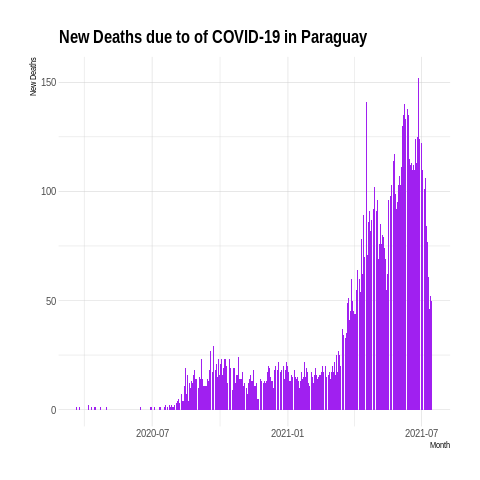 New Deaths due to of COVID-19 in Paraguay
New Deaths
150
100
50
0
2020-07
2021-01
2021-07
Month